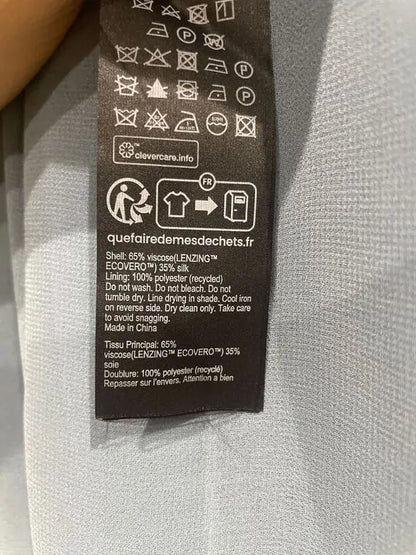 P
P
W
P
P
™
clevercare.info
FR
quefairedemesdechets.fr
Shell: 65% viscose(LENZING™
ECOVERO™) 35% silk
Lining: 100% polyester (recycled)
Do not wash. Do not bleach. Do not
tumble dry. Line drying in shade. Cool iron
on reverse side. Dry clean only. Take care
to avoid snagging.
Made in China
Tissu Principal: 65%
viscose(LENZING™ ECOVERO™) 35%
soie
Doublure: 100% polyester (recyclé)
Repasser sur l'envers. Attention a bien